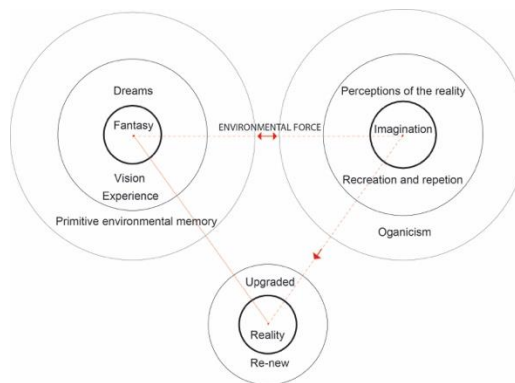 Dreams
Fantasy
Vision
Experience
Primitive environmental memory
ENVIRONMENTAL FORCE
Perceptions of the reality
Imagination
Recreation and repetion
Oganicism
Upgraded
Reality
Re-new